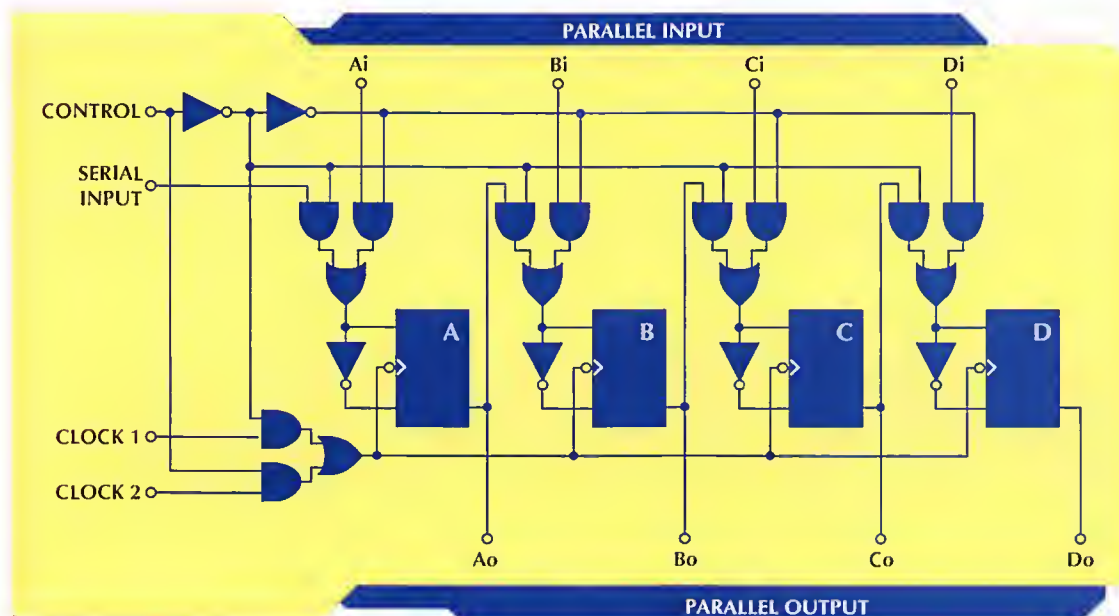 PARALLEL INPUT
Ai Bi Ci Di
CONTROL
SERIAL
INPUT
A B C D
CLOCK 1
CLOCK 2
Ao Bo Co Do
PARALLEL OUTPUT